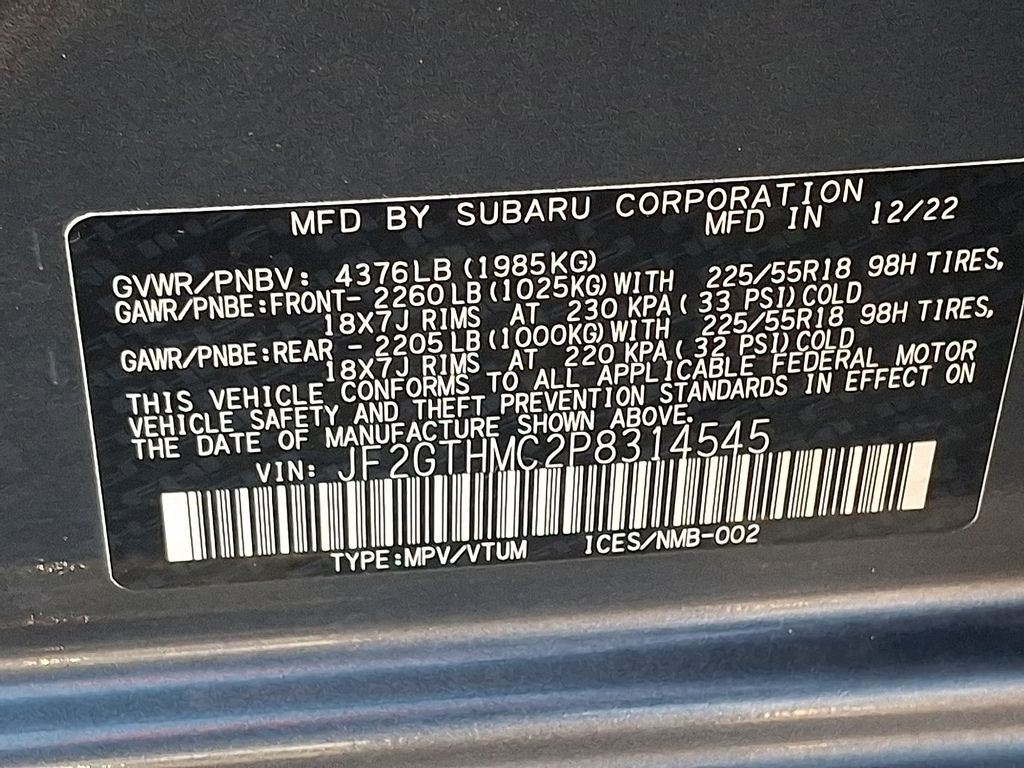 MFD BY SUBARU CORPORATION
MFD IN 12/22
GVWR/PNBV: 4376LB (1985KG)
GAWR/PNBE:FRONT- 2260LB (1025KG)WITH 225/55R18 98H TIRES,
18X7J RIMS AT 230 KPA( 33 PSI)COLD
GAWR/PNBE:REAR - 2205LB (1000KG)WITH 225/55R18 98H TIRES,
18X7J RIMS AT 220 KPA( 32 PSI)COLD
THIS VEHICLE CONFORMS TO ALL APPLICABLE FEDERAL MOTOR
VEHICLE SAFETY AND THEFT PREVENTION STANDARDS IN EFFECT ON
THE DATE OF MANUFACTURE SHOWN ABOVE.
VIN: JF2GTHMC2P8314545
TYPE:MPV/VTUM ICES/NMB-002